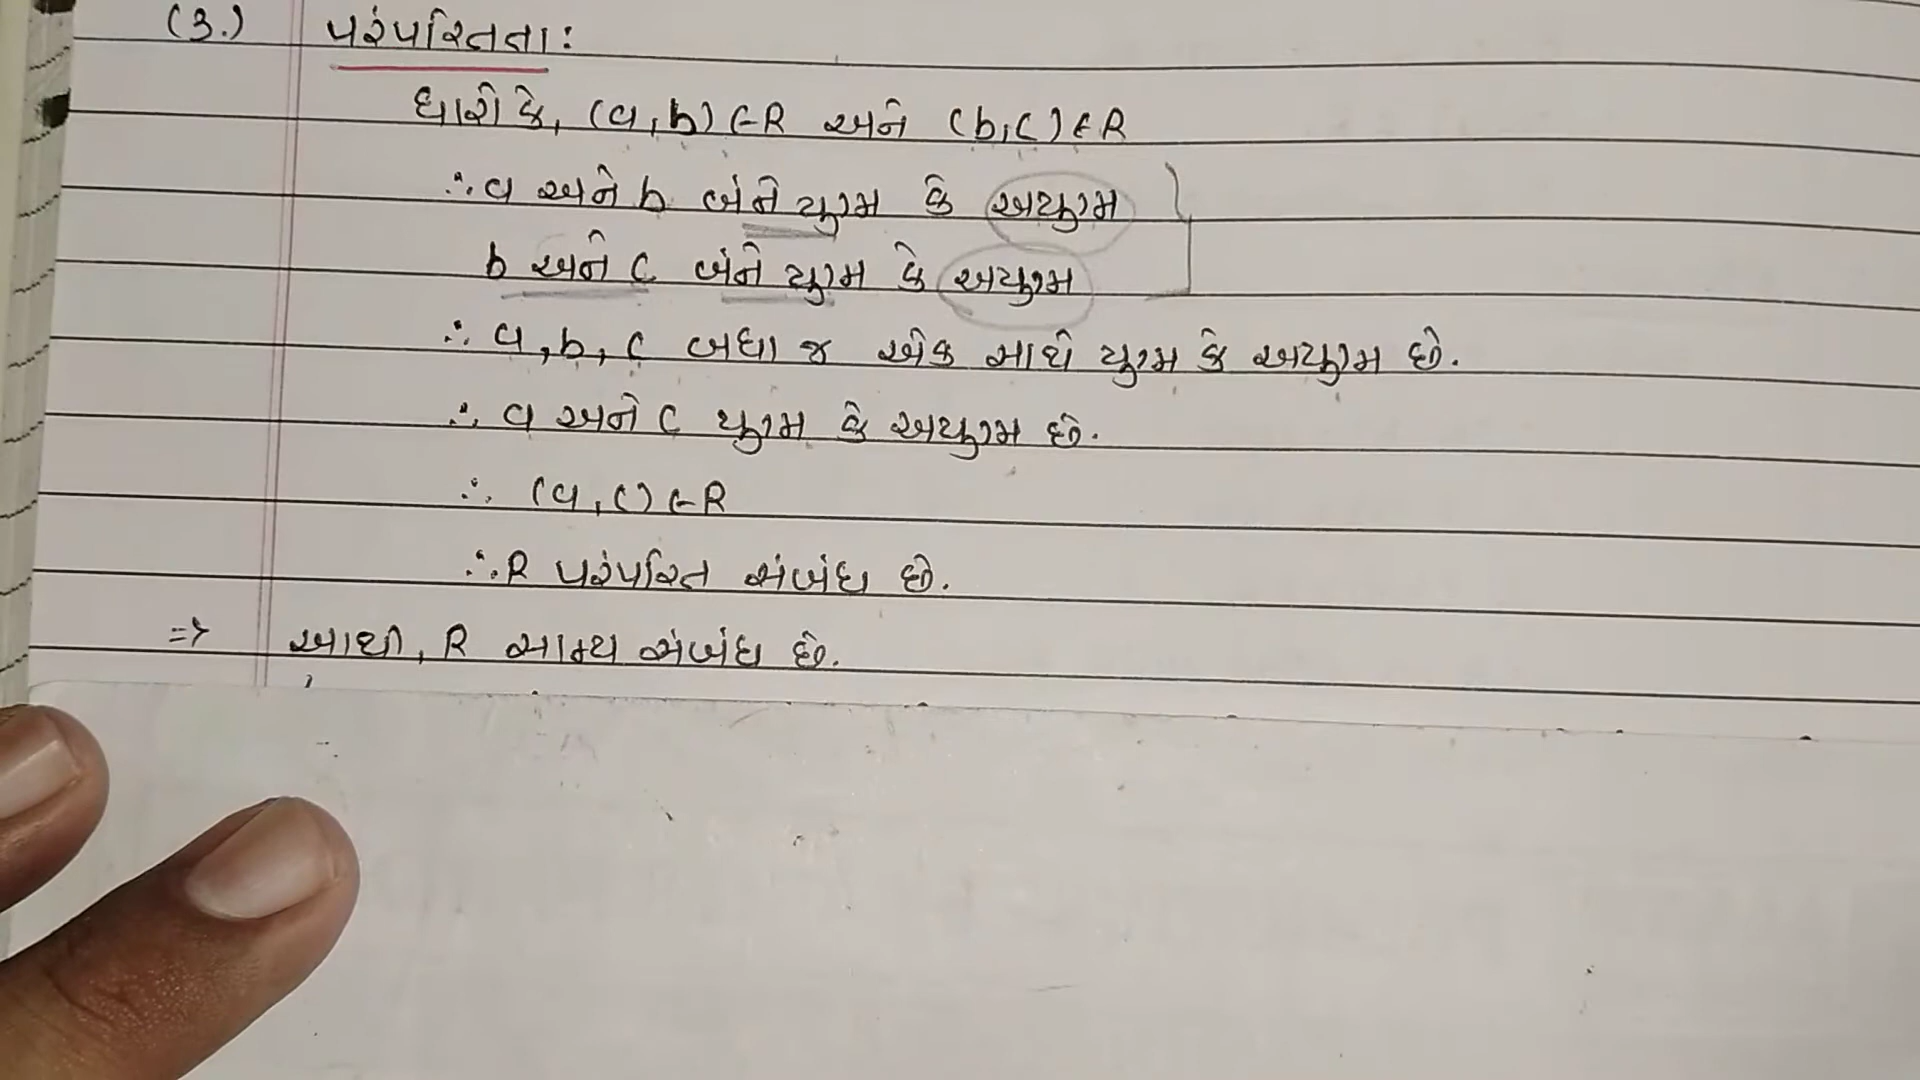 (3.) પરંપરિતતા:
ધારો કે, (a,b) ∈ R અને (b,c) ∈ R
∴ a અને b બંને યુગ્મ કે અયુગ્મ
b અને c બંને યુગ્મ કે અયુગ્મ
∴ a, b, c બધા જ એક સાથે યુગ્મ કે અયુગ્મ છે.
∴ a અને c યુગ્મ કે અયુગ્મ છે.
∴ (a,c) ∈ R
∴ R પરંપરિત સંબંધ છે.
=> આથી, R સામ્ય સંબંધ છે.